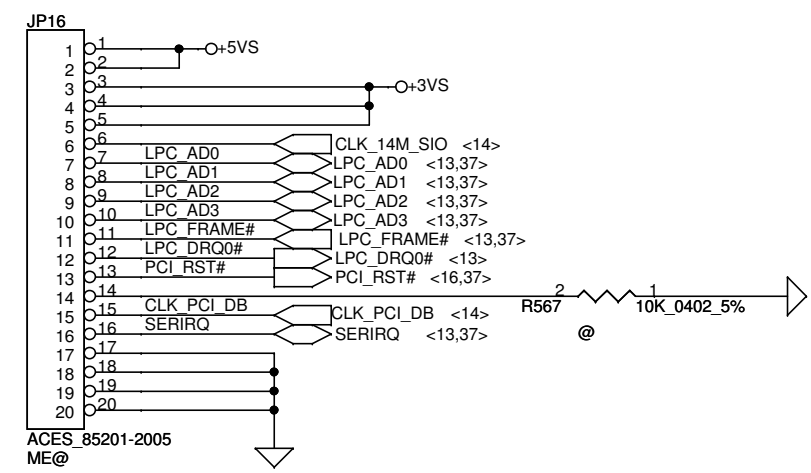 JP16
1 1 +5VS
2 2
3 3 +3VS
4 4
5 5
6 6 CLK_14M_SIO <14>
7 7 LPC_AD0 LPC_AD0 <13,37>
8 8 LPC_AD1 LPC_AD1 <13,37>
9 9 LPC_AD2 LPC_AD2 <13,37>
10 10 LPC_AD3 LPC_AD3 <13,37>
11 11 LPC_FRAME# LPC_FRAME# <13,37>
12 12 LPC_DRQ0# LPC_DRQ0# <13>
13 13 PCI_RST# PCI_RST# <16,37>
14 14 2 1
R567 10K_0402_5%
15 15 CLK_PCI_DB CLK_PCI_DB <14>
16 16 SERIRQ SERIRQ <13,37> @
17 17
18 18
19 19
20 20
ACES_85201-2005
ME@